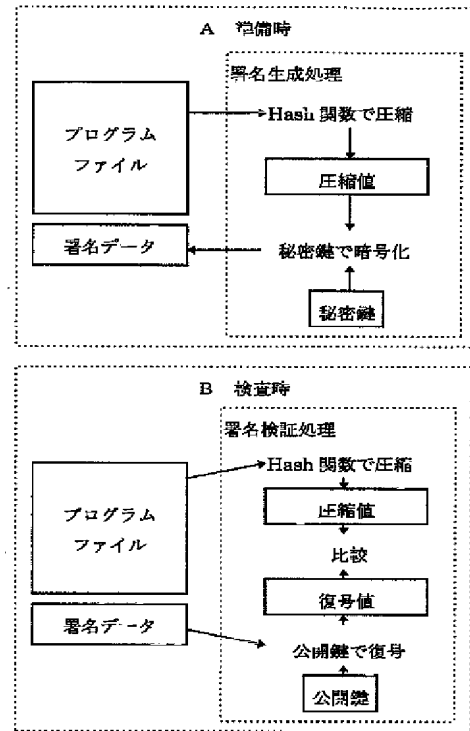 A 準備時
署名生成処理
プログラム
ファイル
Hash 関数で圧縮
圧縮値
署名データ
秘密鍵で暗号化
秘密鍵
B 検査時
署名検証処理
プログラム
ファイル
Hash 関数で圧縮
圧縮値
比較
復号値
署名データ
公開鍵で復号
公開鍵